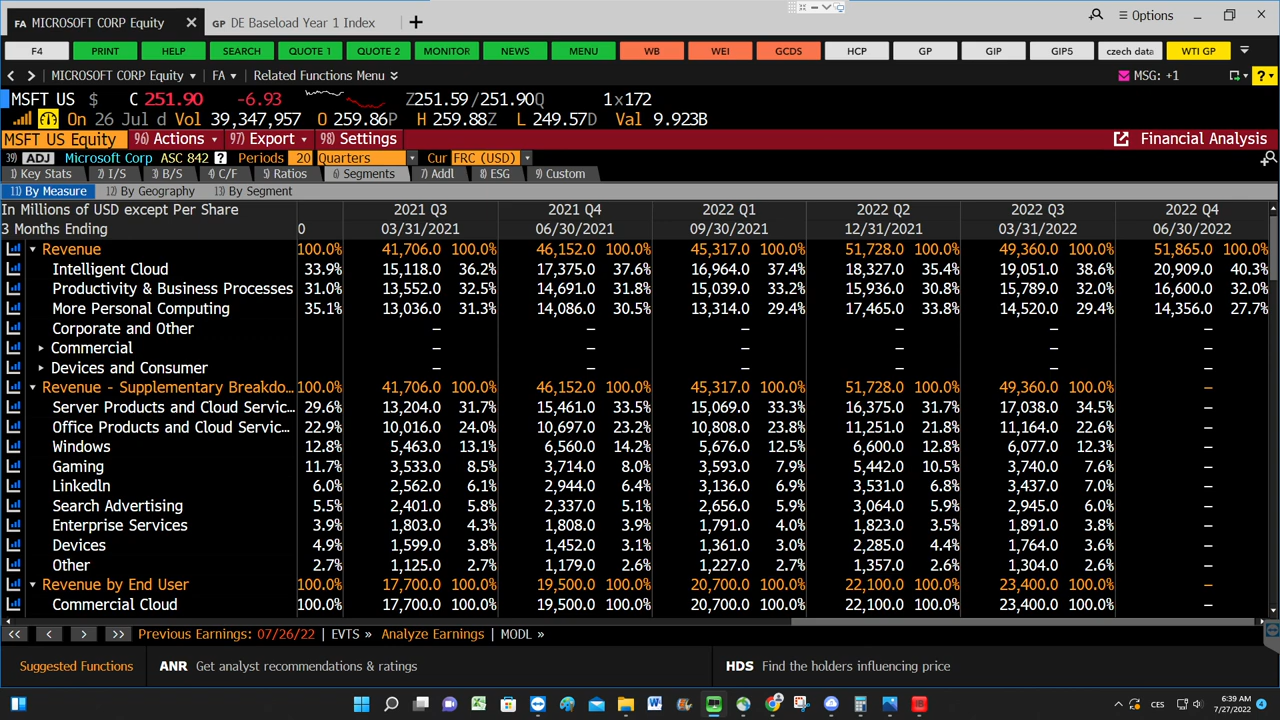 FA MICROSOFT CORP Equity × GP DE Baseload Year 1 Index +
Options
F4 PRINT HELP SEARCH QUOTE 1 QUOTE 2 MONITOR NEWS MENU WB WEI GCDS HCP GP GIP GIP5 czech data WTI GP
MICROSOFT CORP Equity FA Related Functions Menu MSG: +1 ?
MSFT US $ C 251.90 -6.93 Z251.59/251.90Q 1x172
On 26 Jul d Vol 39,347,957 O 259.86P H 259.88Z L 249.57D Val 9.923B
MSFT US Equity 96) Actions 97) Export 98) Settings Financial Analysis
39) ADJ Microsoft Corp ASC 842 ? Periods 20 Quarters Cur FRC (USD)
1) Key Stats 2) I/S 3) B/S 4) C/F 5) Ratios 6) Segments 7) Addl 8) ESG 9) Custom
11) By Measure 12) By Geography 13) By Segment
In Millions of USD except Per Share 2021 Q3 2021 Q4 2022 Q1 2022 Q2 2022 Q3 2022 Q4
3 Months Ending 0 03/31/2021 06/30/2021 09/30/2021 12/31/2021 03/31/2022 06/30/2022
Revenue 100.0% 41,706.0 100.0% 46,152.0 100.0% 45,317.0 100.0% 51,728.0 100.0% 49,360.0 100.0% 51,865.0 100.0%
Intelligent Cloud 33.9% 15,118.0 36.2% 17,375.0 37.6% 16,964.0 37.4% 18,327.0 35.4% 19,051.0 38.6% 20,909.0 40.3%
Productivity & Business Processes 31.0% 13,552.0 32.5% 14,691.0 31.8% 15,039.0 33.2% 15,936.0 30.8% 15,789.0 32.0% 16,600.0 32.0%
More Personal Computing 35.1% 13,036.0 31.3% 14,086.0 30.5% 13,314.0 29.4% 17,465.0 33.8% 14,520.0 29.4% 14,356.0 27.7%
Corporate and Other – – – – – –
Commercial – – – – – –
Devices and Consumer – – – – – –
Revenue - Supplementary Breakdo... 100.0% 41,706.0 100.0% 46,152.0 100.0% 45,317.0 100.0% 51,728.0 100.0% 49,360.0 100.0% –
Server Products and Cloud Servic... 29.6% 13,204.0 31.7% 15,461.0 33.5% 15,069.0 33.3% 16,375.0 31.7% 17,038.0 34.5% –
Office Products and Cloud Servic... 22.9% 10,016.0 24.0% 10,697.0 23.2% 10,808.0 23.8% 11,251.0 21.8% 11,164.0 22.6% –
Windows 12.8% 5,463.0 13.1% 6,560.0 14.2% 5,676.0 12.5% 6,600.0 12.8% 6,077.0 12.3% –
Gaming 11.7% 3,533.0 8.5% 3,714.0 8.0% 3,593.0 7.9% 5,442.0 10.5% 3,740.0 7.6% –
LinkedIn 6.0% 2,562.0 6.1% 2,944.0 6.4% 3,136.0 6.9% 3,531.0 6.8% 3,437.0 7.0% –
Search Advertising 5.5% 2,401.0 5.8% 2,337.0 5.1% 2,656.0 5.9% 3,064.0 5.9% 2,945.0 6.0% –
Enterprise Services 3.9% 1,803.0 4.3% 1,808.0 3.9% 1,791.0 4.0% 1,823.0 3.5% 1,891.0 3.8% –
Devices 4.9% 1,599.0 3.8% 1,452.0 3.1% 1,361.0 3.0% 2,285.0 4.4% 1,764.0 3.6% –
Other 2.7% 1,125.0 2.7% 1,179.0 2.6% 1,227.0 2.7% 1,357.0 2.6% 1,304.0 2.6% –
Revenue by End User 100.0% 17,700.0 100.0% 19,500.0 100.0% 20,700.0 100.0% 22,100.0 100.0% 23,400.0 100.0% –
Commercial Cloud 100.0% 17,700.0 100.0% 19,500.0 100.0% 20,700.0 100.0% 22,100.0 100.0% 23,400.0 100.0% –
<< < > >> Previous Earnings: 07/26/22 | EVTS » Analyze Earnings | MODL »
Suggested Functions ANR Get analyst recommendations & ratings HDS Find the holders influencing price
CES 6:39 AM
7/27/2022